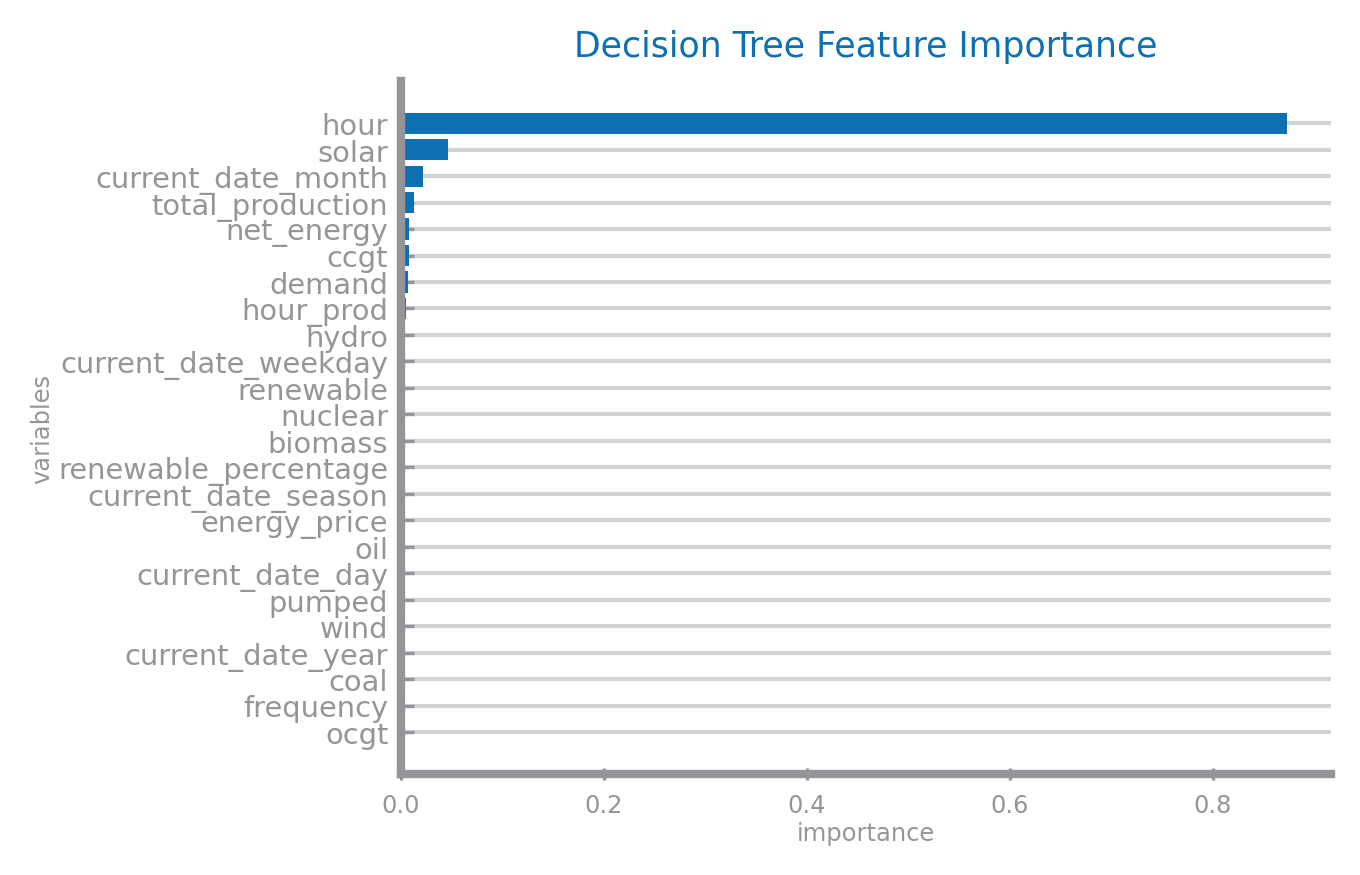 Decision Tree Feature Importance
hour
solar
current_date_month
total_production
net_energy
ccgt
demand
hour_prod
hydro
current_date_weekday
renewable
nuclear
biomass
renewable_percentage
current_date_season
energy_price
oil
current_date_day
pumped
wind
current_date_year
coal
frequency
ocgt
variables
0.0 0.2 0.4 0.6 0.8
importance